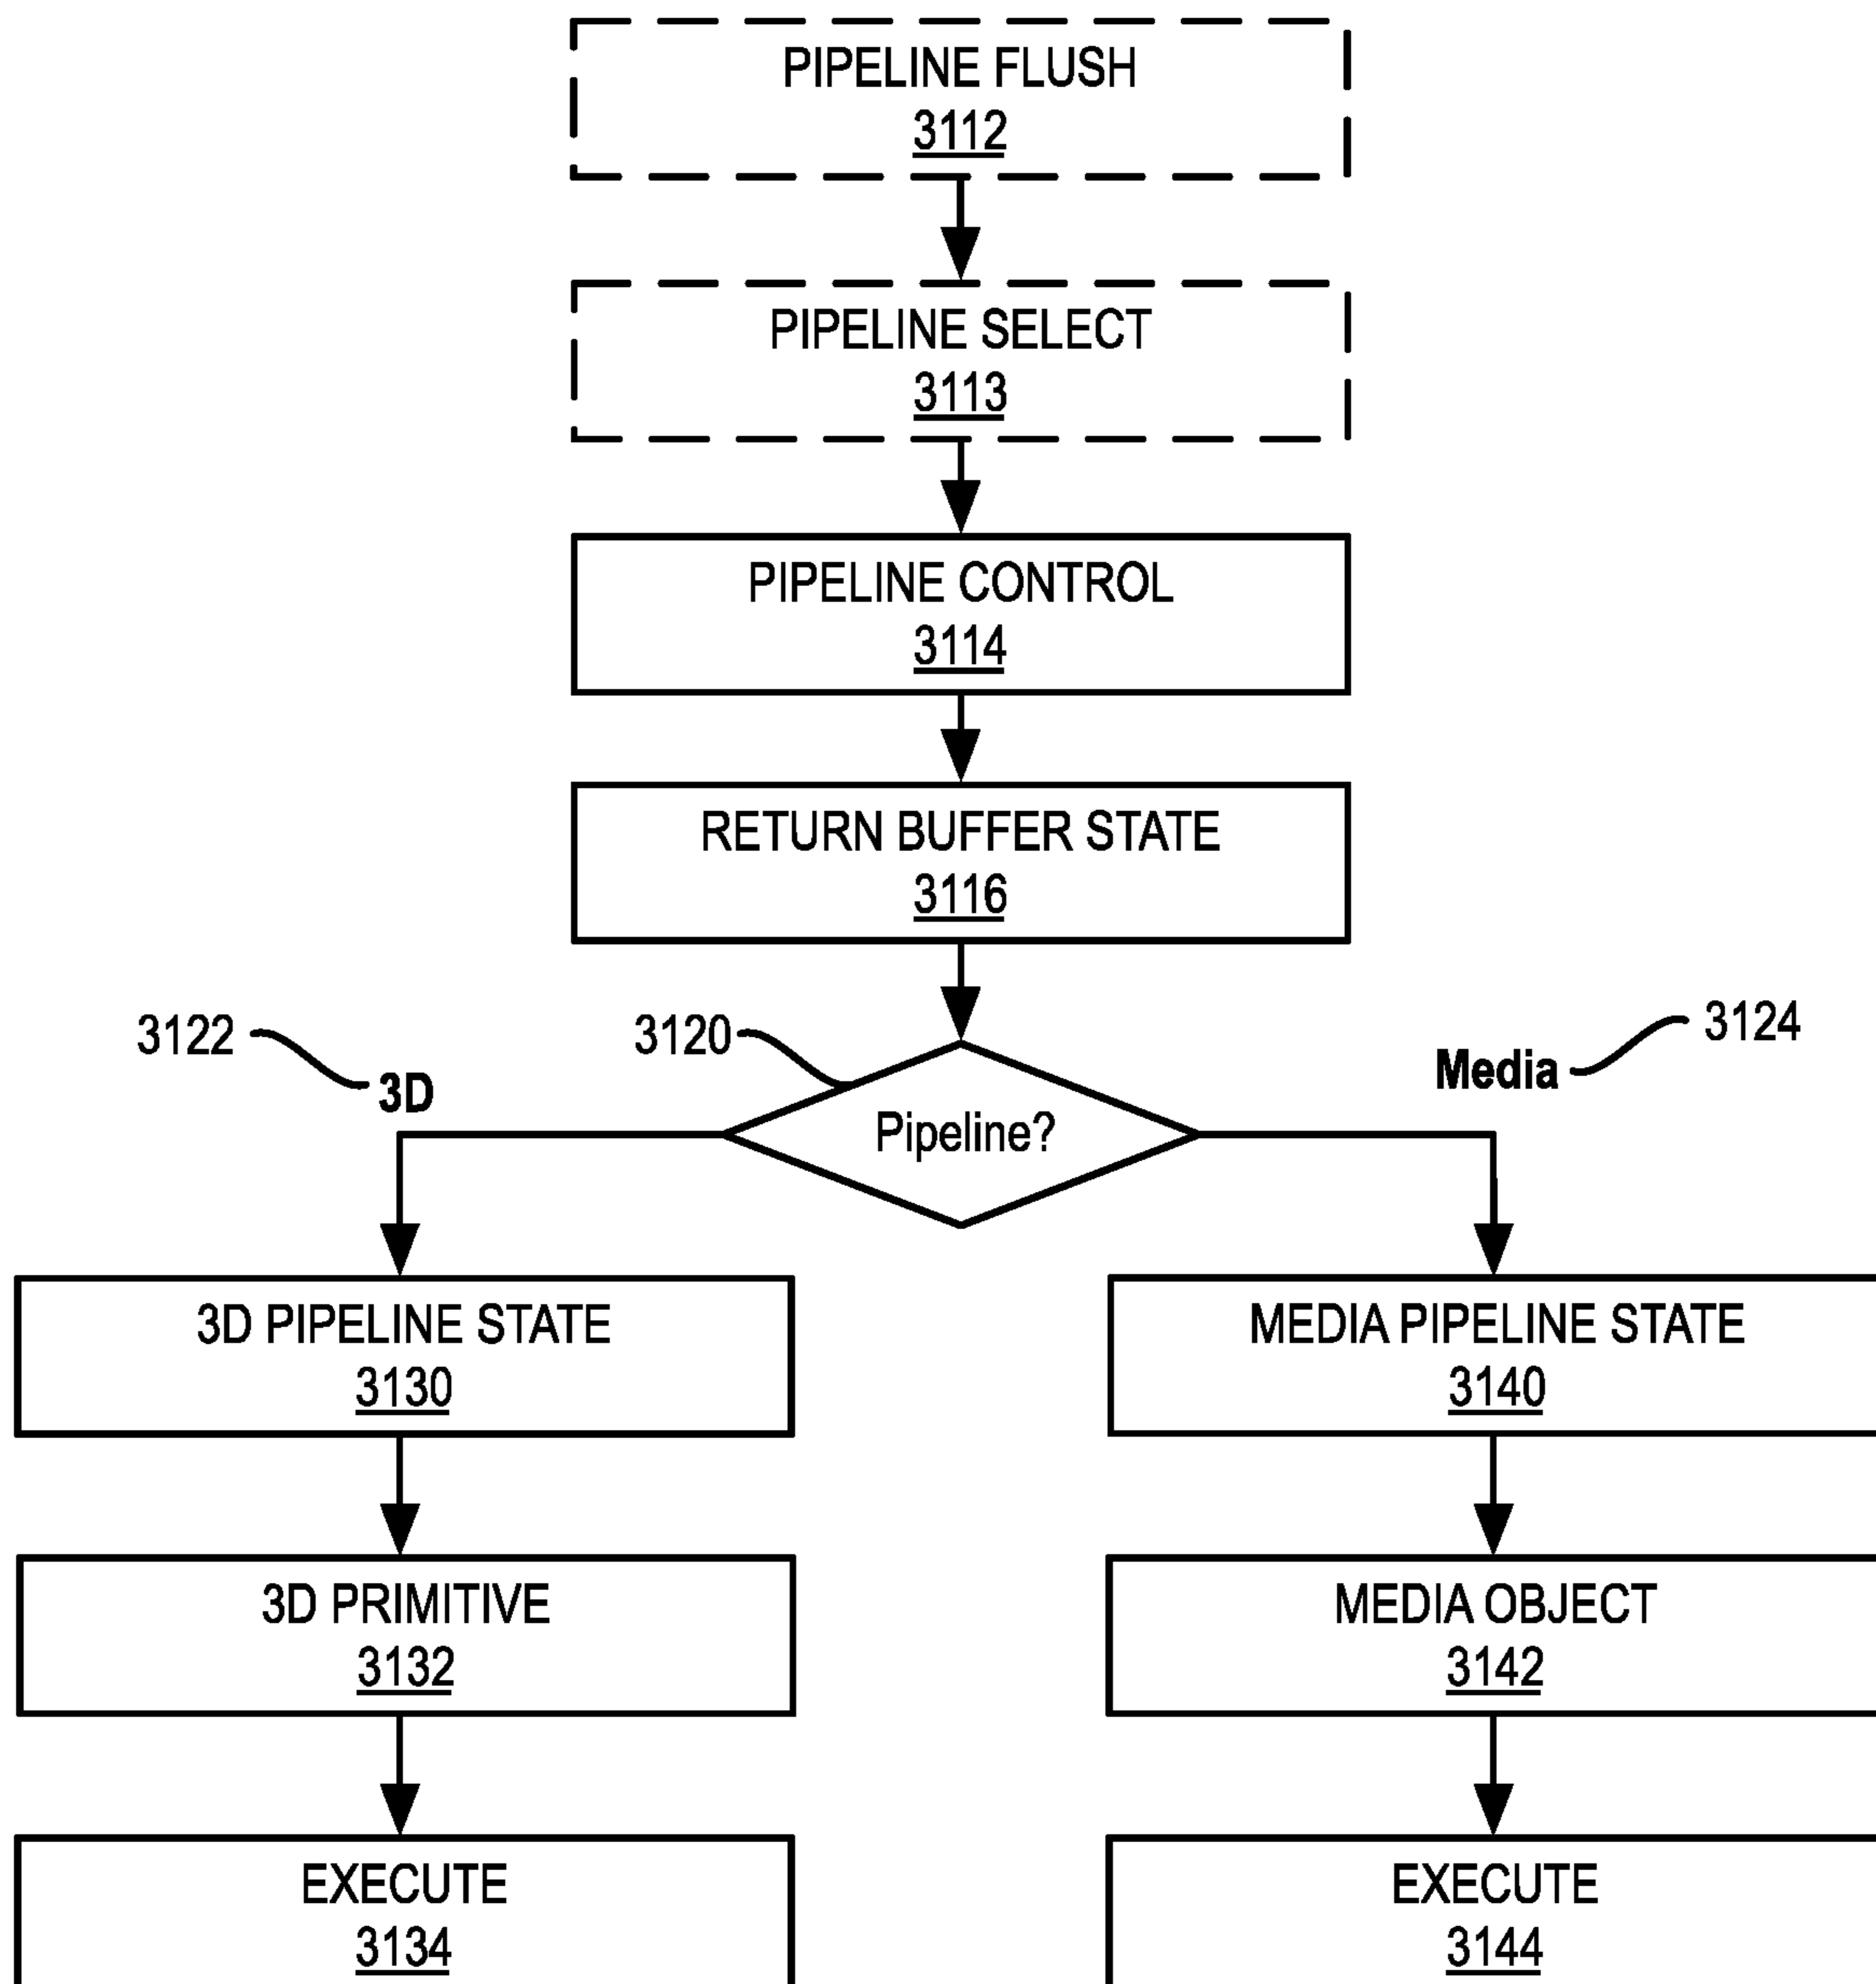 PIPELINE FLUSH
3112
PIPELINE SELECT
3113
PIPELINE CONTROL
3114
RETURN BUFFER STATE
3116
3122
3D
3120
Pipeline?
3124
Media
3D PIPELINE STATE
3130
MEDIA PIPELINE STATE
3140
3D PRIMITIVE
3132
MEDIA OBJECT
3142
EXECUTE
3134
EXECUTE
3144